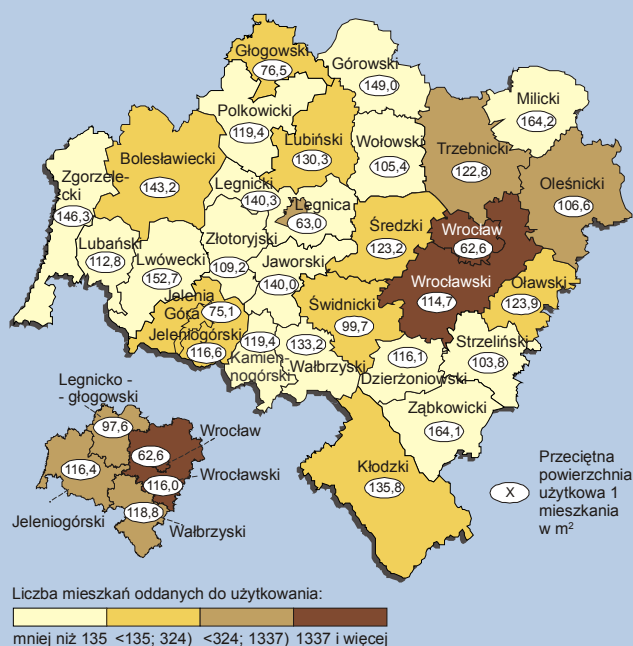 Głogowski
76,5
Górowski
149,0
Milicki
164,2
Polkowicki
119,4
Lubiński
130,3
Wołowski
105,4
Trzebnicki
122,8
Bolesławiecki
143,2
Zgorzele-
cki
146,3
Legnicki
140,3
Legnica
63,0
Oleśnicki
106,6
Średzki
123,2
Wrocław
62,6
Lubański
112,8
Lwówecki
152,7
Złotoryjski
109,2
Jaworski
140,0
Wrocławski
114,7
Oławski
123,9
Jelenia
Góra
75,1
Jeleniogórski
116,6
Świdnicki
99,7
119,4
Kamien-
nogórski
133,2
Wałbrzyski
116,1
Dzierżoniowski
Strzeliński
103,8
Ząbkowicki
164,1
Kłodzki
135,8
Legnicko -
- głogowski
97,6
Wrocław
62,6
Wrocławski
116,0
116,4
Jeleniogórski
118,8
Wałbrzyski
X
Przeciętna
powierzchnia
użytkowa 1
mieszkania
w m²
Liczba mieszkań oddanych do użytkowania:
mniej niż 135 <135; 324) <324; 1337) 1337 i więcej